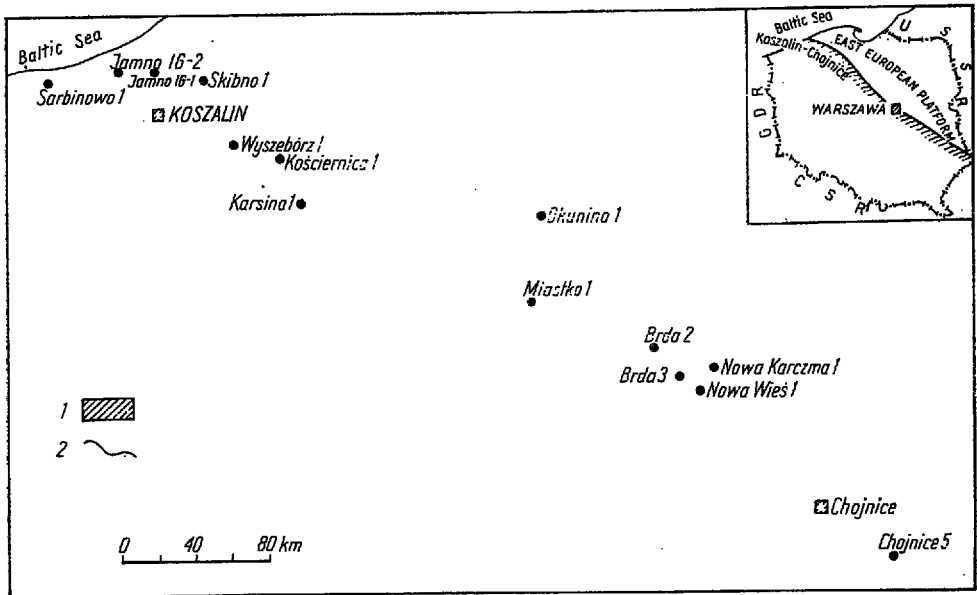 Baltic Sea
Jamno IG-2
Jamno IG-1
Skibno 1
Sarbinowo 1
KOSZALIN
Wyszebórz 1
Kościernica 1
Karsina 1
Okunino 1
Miastko 1
Brda 2
Brda 3
Nowa Karczma 1
Nowa Wieś 1
Chojnice
Chojnice 5
1
2
0 40 80 km
Baltic Sea
Koszalin-Chojnice
EAST EUROPEAN PLATFORM
WARSZAWA
U S S R
G D R
C S R